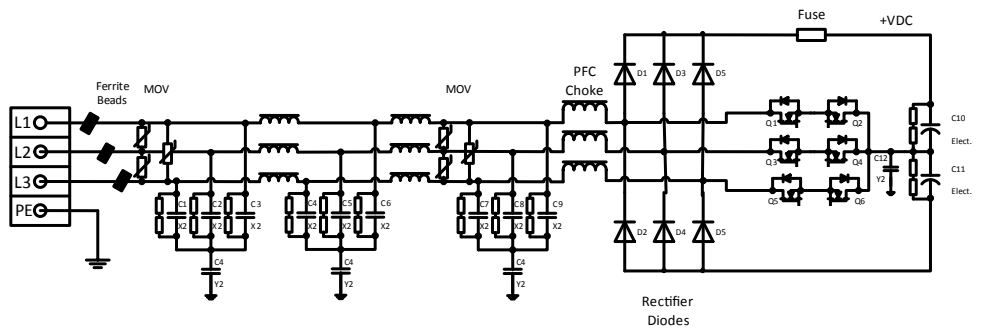 Fuse
+VDC
D1
D3
D5
PFC
Choke
Ferrite
Beads
MOV
MOV
L1
L2
L3
PE
Q1
Q2
Q3
Q4
Q5
Q6
C10
Elect.
C12
Y2
C11
Elect.
C1
X2
C2
X2
C3
X2
C4
X2
C5
X2
C6
X2
C7
X2
C8
X2
C9
X2
D2
D4
D5
C4
Y2
C4
Y2
C4
Y2
Rectifier
Diodes